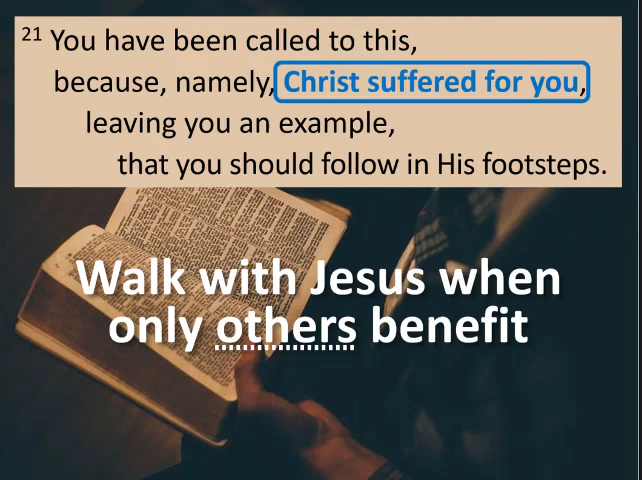 21 You have been called to this,
because, namely, Christ suffered for you,
leaving you an example,
that you should follow in His footsteps.
Walk with Jesus when
only others benefit